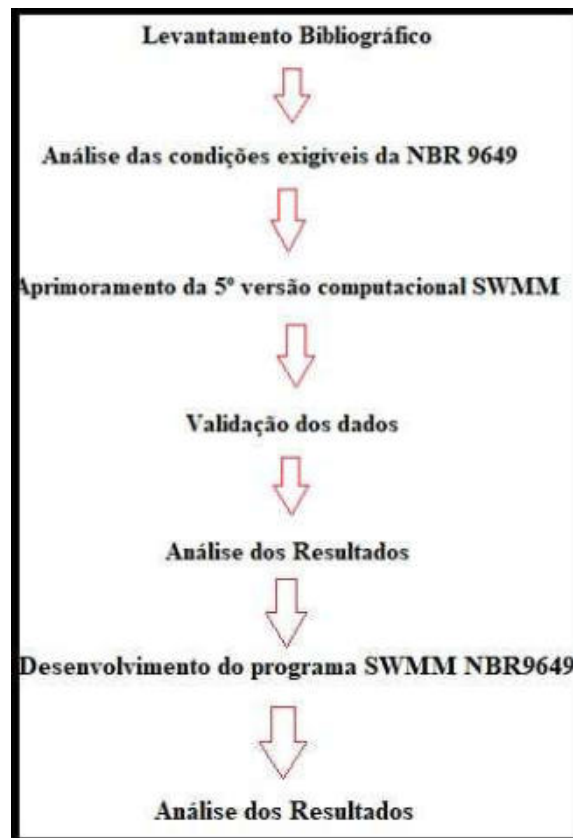 Levantamento Bibliográfico
Análise das condições exigíveis da NBR 9649
Aprimoramento da 5º versão computacional SWMM
Validação dos dados
Análise dos Resultados
Desenvolvimento do programa SWMM NBR9649
Análise dos Resultados